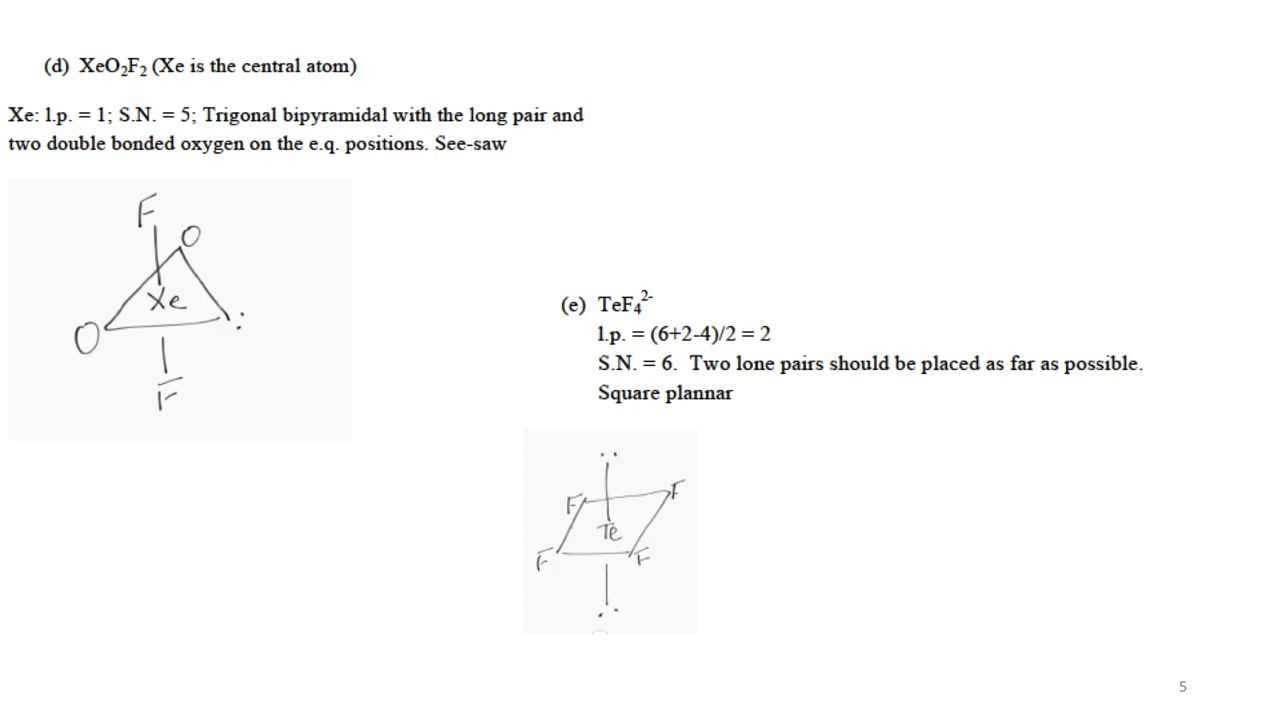 (d) XeO₂F₂ (Xe is the central atom)
Xe: l.p. = 1; S.N. = 5; Trigonal bipyramidal with the long pair and
two double bonded oxygen on the e.q. positions. See-saw
F
O
Xe
O
F
(e) TeF₄²⁻
l.p. = (6+2-4)/2 = 2
S.N. = 6. Two lone pairs should be placed as far as possible.
Square plannar
F F
Te
F F
5